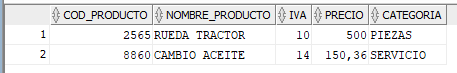 COD_PRODUCTO NOMBRE_PRODUCTO IVA PRECIO CATEGORIA
1 2565 RUEDA TRACTOR 10 500 PIEZAS
2 8860 CAMBIO ACEITE 14 150,36 SERVICIO